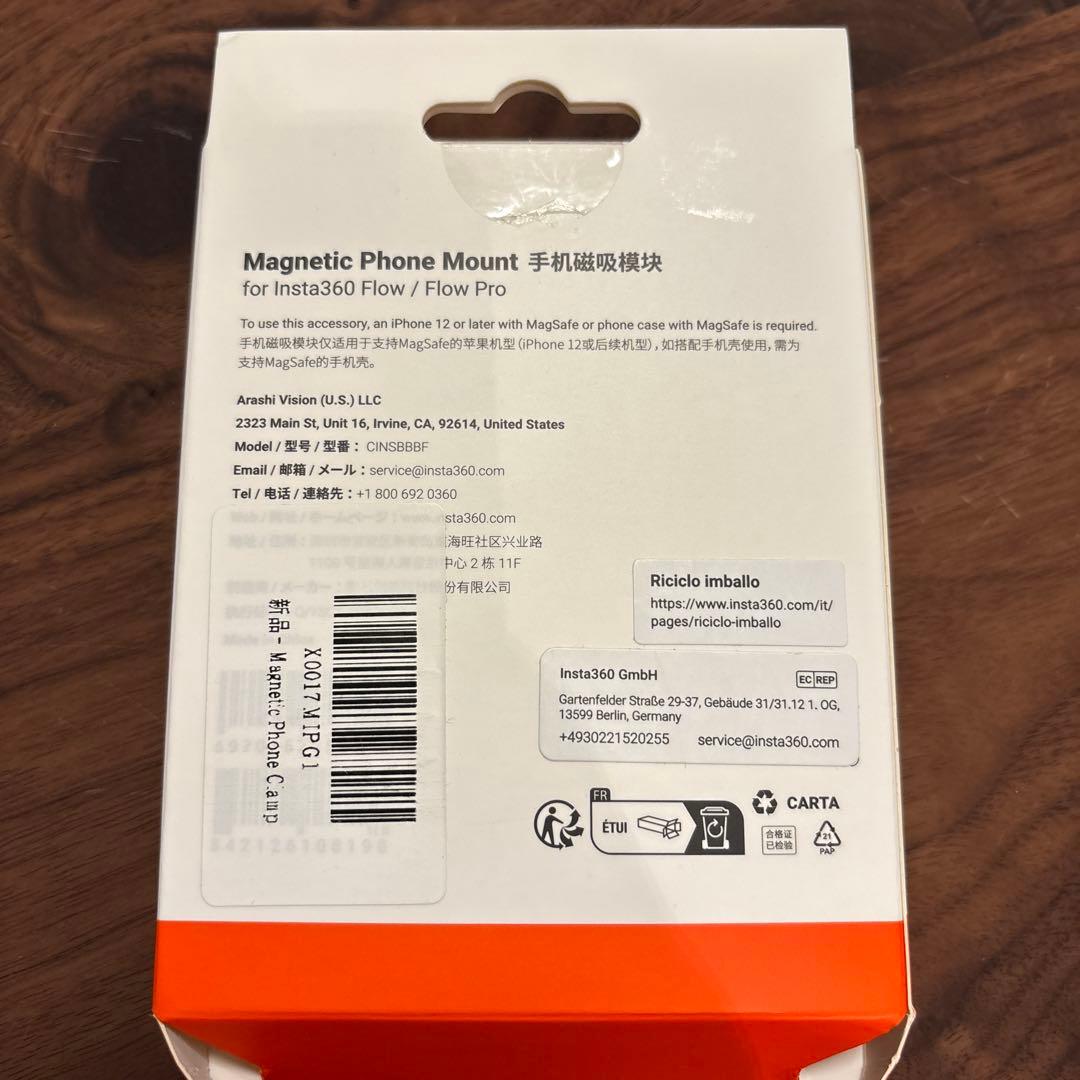 Magnetic Phone Mount 手机磁吸模块
for Insta360 Flow / Flow Pro
To use this accessory, an iPhone 12 or later with MagSafe or phone case with MagSafe is required.
手机磁吸模块仅适用于支持MagSafe的苹果机型 (iPhone 12或后续机型), 如搭配手机壳使用, 需为
支持MagSafe的手机壳。
Arashi Vision (U.S.) LLC
2323 Main St, Unit 16, Irvine, CA, 92614, United States
Model / 型号 / 型番: CINSBBBF
Email / 邮箱 / メール: service@insta360.com
Tel / 电话 / 連絡先: +1 800 692 0360
sta360.com
海旺社区兴业路
中心 2 栋 11F
份有限公司
X0017MIPG1
新品 - Magnetic Phone Clamp
Riciclo imballo
https://www.insta360.com/it/
pages/riciclo-imballo
Insta360 GmbH
EC REP
Gartenfelder Straße 29-37, Gebäude 31/31.12 1. OG,
13599 Berlin, Germany
+4930221520255 service@insta360.com
FR
ÉTUI
CARTA
合格证
已检验
21
PAP